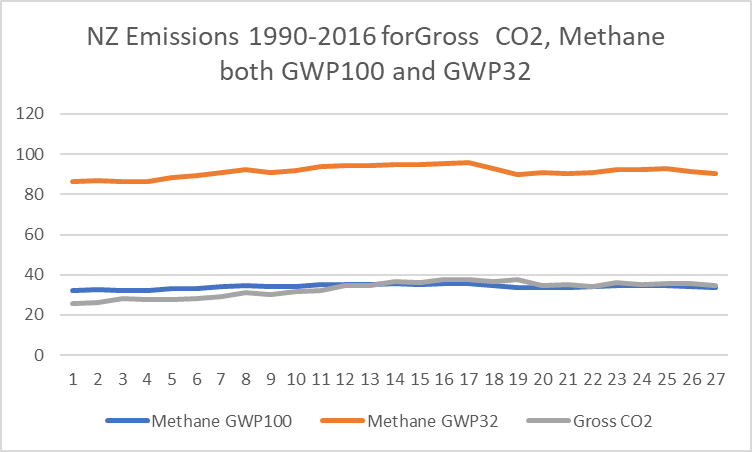 NZ Emissions 1990-2016 forGross CO2, Methane
both GWP100 and GWP32
120
100
80
60
40
20
0
1 2 3 4 5 6 7 8 9 10 11 12 13 14 15 16 17 18 19 20 21 22 23 24 25 26 27
Methane GWP100 Methane GWP32 Gross CO2